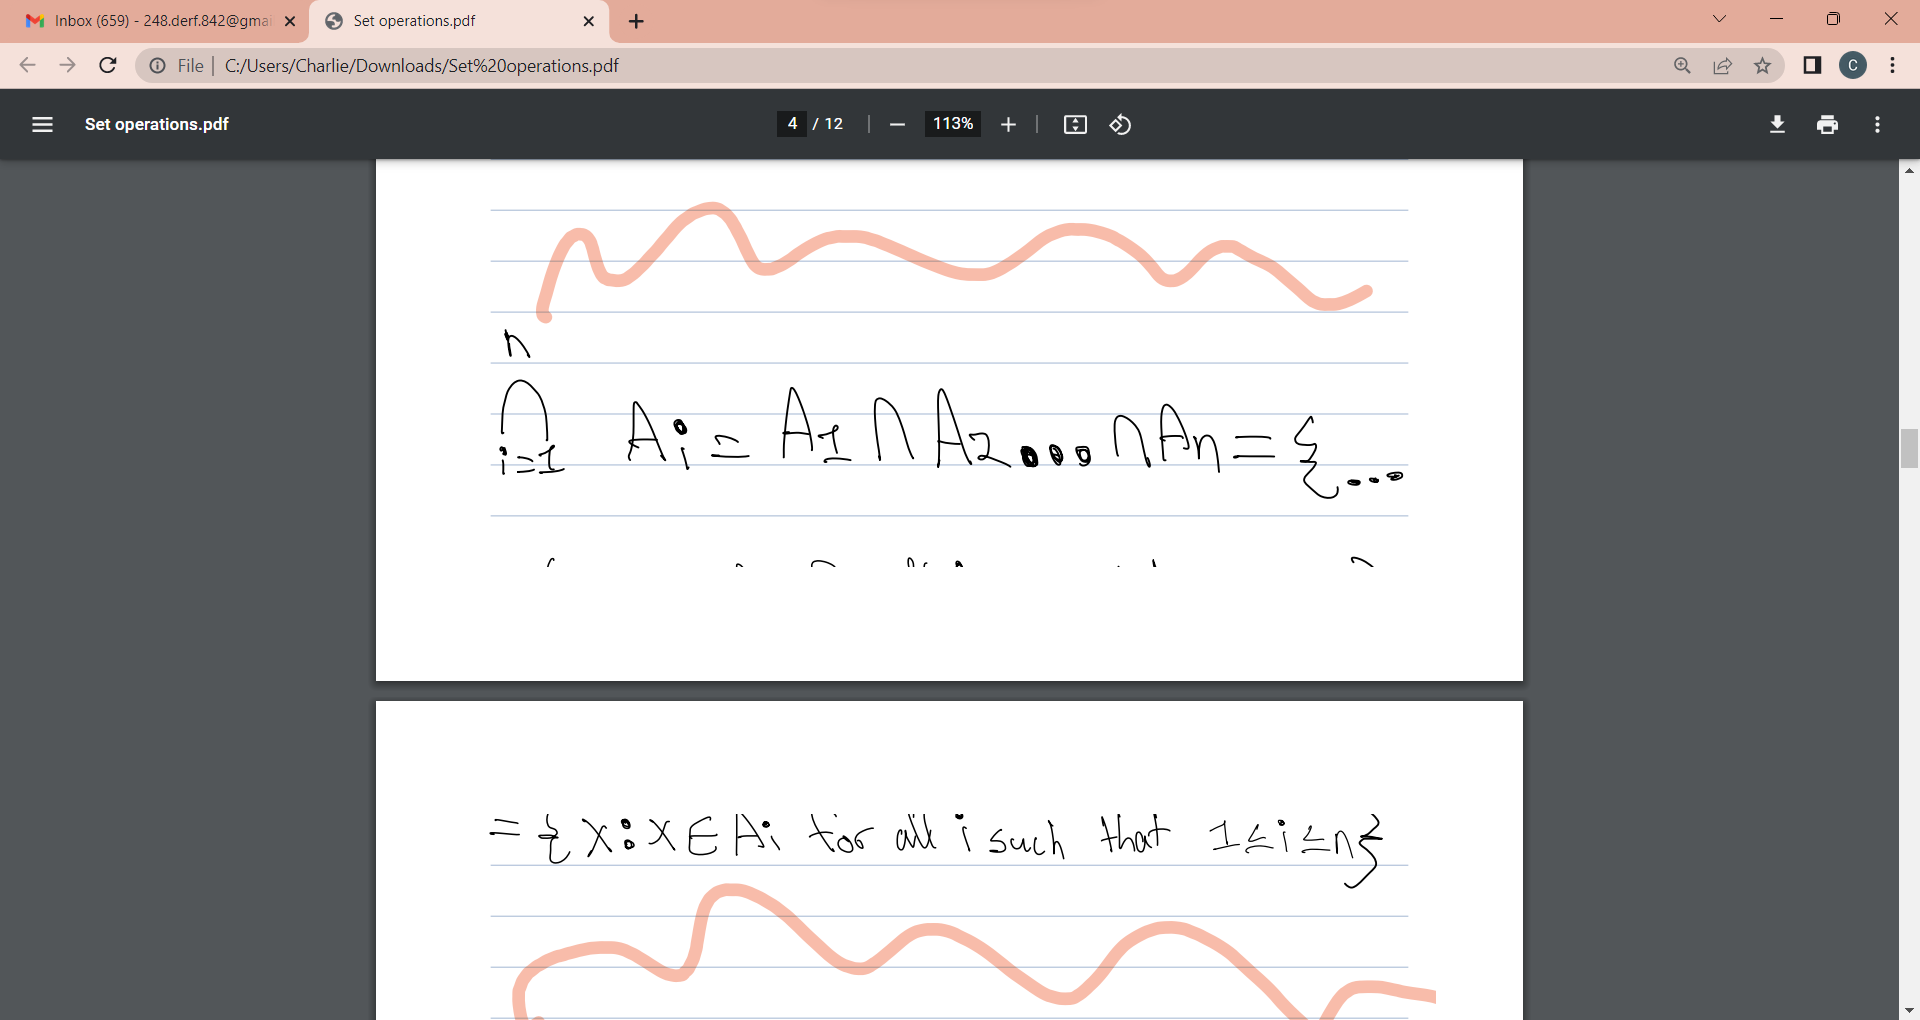 Inbox (659) - 248.derf.842@gmai
Set operations.pdf
File | C:/Users/Charlie/Downloads/Set%20operations.pdf
C
Set operations.pdf
4 / 12
113%
n
⋂ Ai = A1 ∩ A2 ... ∩ An = { ...
i=1
= { x : x ∈ Ai for all i such that 1 ≤ i ≤ n }